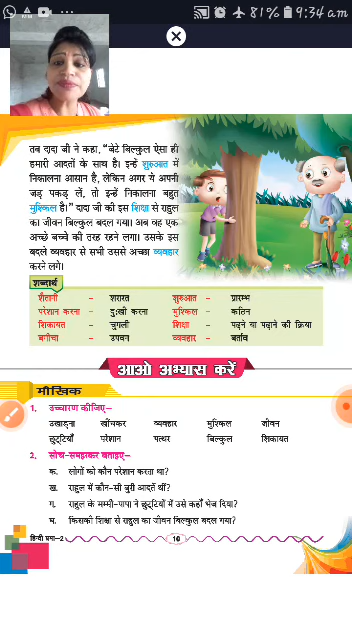 81% 9:34 am
तब दादा जी ने कहा, "बेटे बिल्कुल ऐसा ही
हमारी आदतों के साथ है। इन्हें शुरुआत में
निकालना आसान है, लेकिन अगर ये अपनी
जड़ पकड़ लें, तो इन्हें निकालना बहुत
मुश्किल है।" दादा जी की इस शिक्षा से राहुल
का जीवन बिल्कुल बदल गया। अब वह एक
अच्छे बच्चे की तरह रहने लगा। उसके इस
बदले व्यवहार से सभी उससे अच्छा व्यवहार
करने लगे।
शब्दार्थ
शैतानी – शरारत शुरुआत – प्रारम्भ
परेशान करना – दुःखी करना मुश्किल – कठिन
शिकायत – चुगली शिक्षा – पढ़ने या पढ़ाने की क्रिया
बगीचा – उपवन व्यवहार – बर्ताव
आओ अभ्यास करें
मौखिक
1. उच्चारण कीजिए–
उखाड़ना खींचकर व्यवहार मुश्किल जीवन
छुट्टियाँ परेशान पत्थर बिल्कुल शिकायत
2. सोच-समझकर बताइए–
क. लोगों को कौन परेशान करता था?
ख. राहुल में कौन-सी बुरी आदतें थीं?
ग. राहुल के मम्मी-पापा ने छुट्टियों में उसे कहाँ भेज दिया?
घ. किसकी शिक्षा से राहुल का जीवन बिल्कुल बदल गया?
हिन्दी प्रभा–2 10